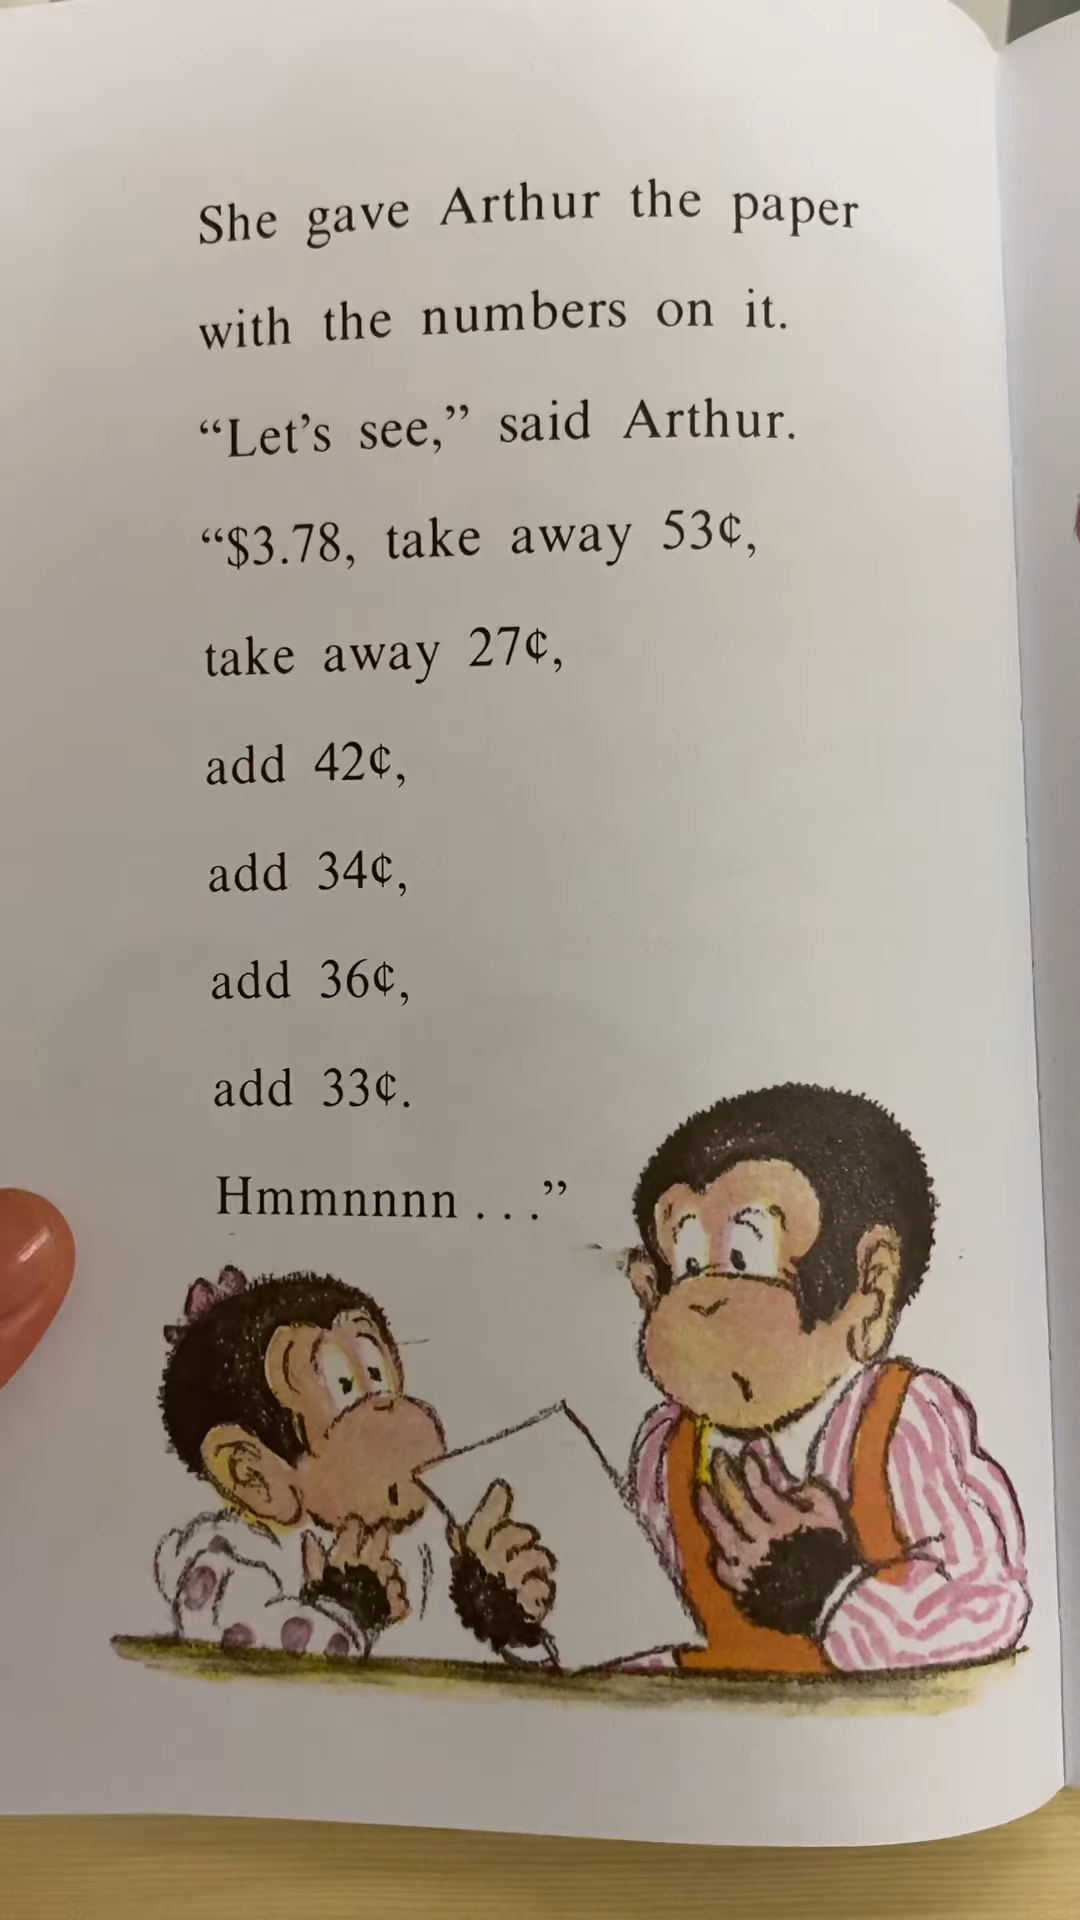 She gave Arthur the paper
with the numbers on it.
“Let’s see,” said Arthur.
“$3.78, take away 53¢,
take away 27¢,
add 42¢,
add 34¢,
add 36¢,
add 33¢.
Hmmnnnn . . .”